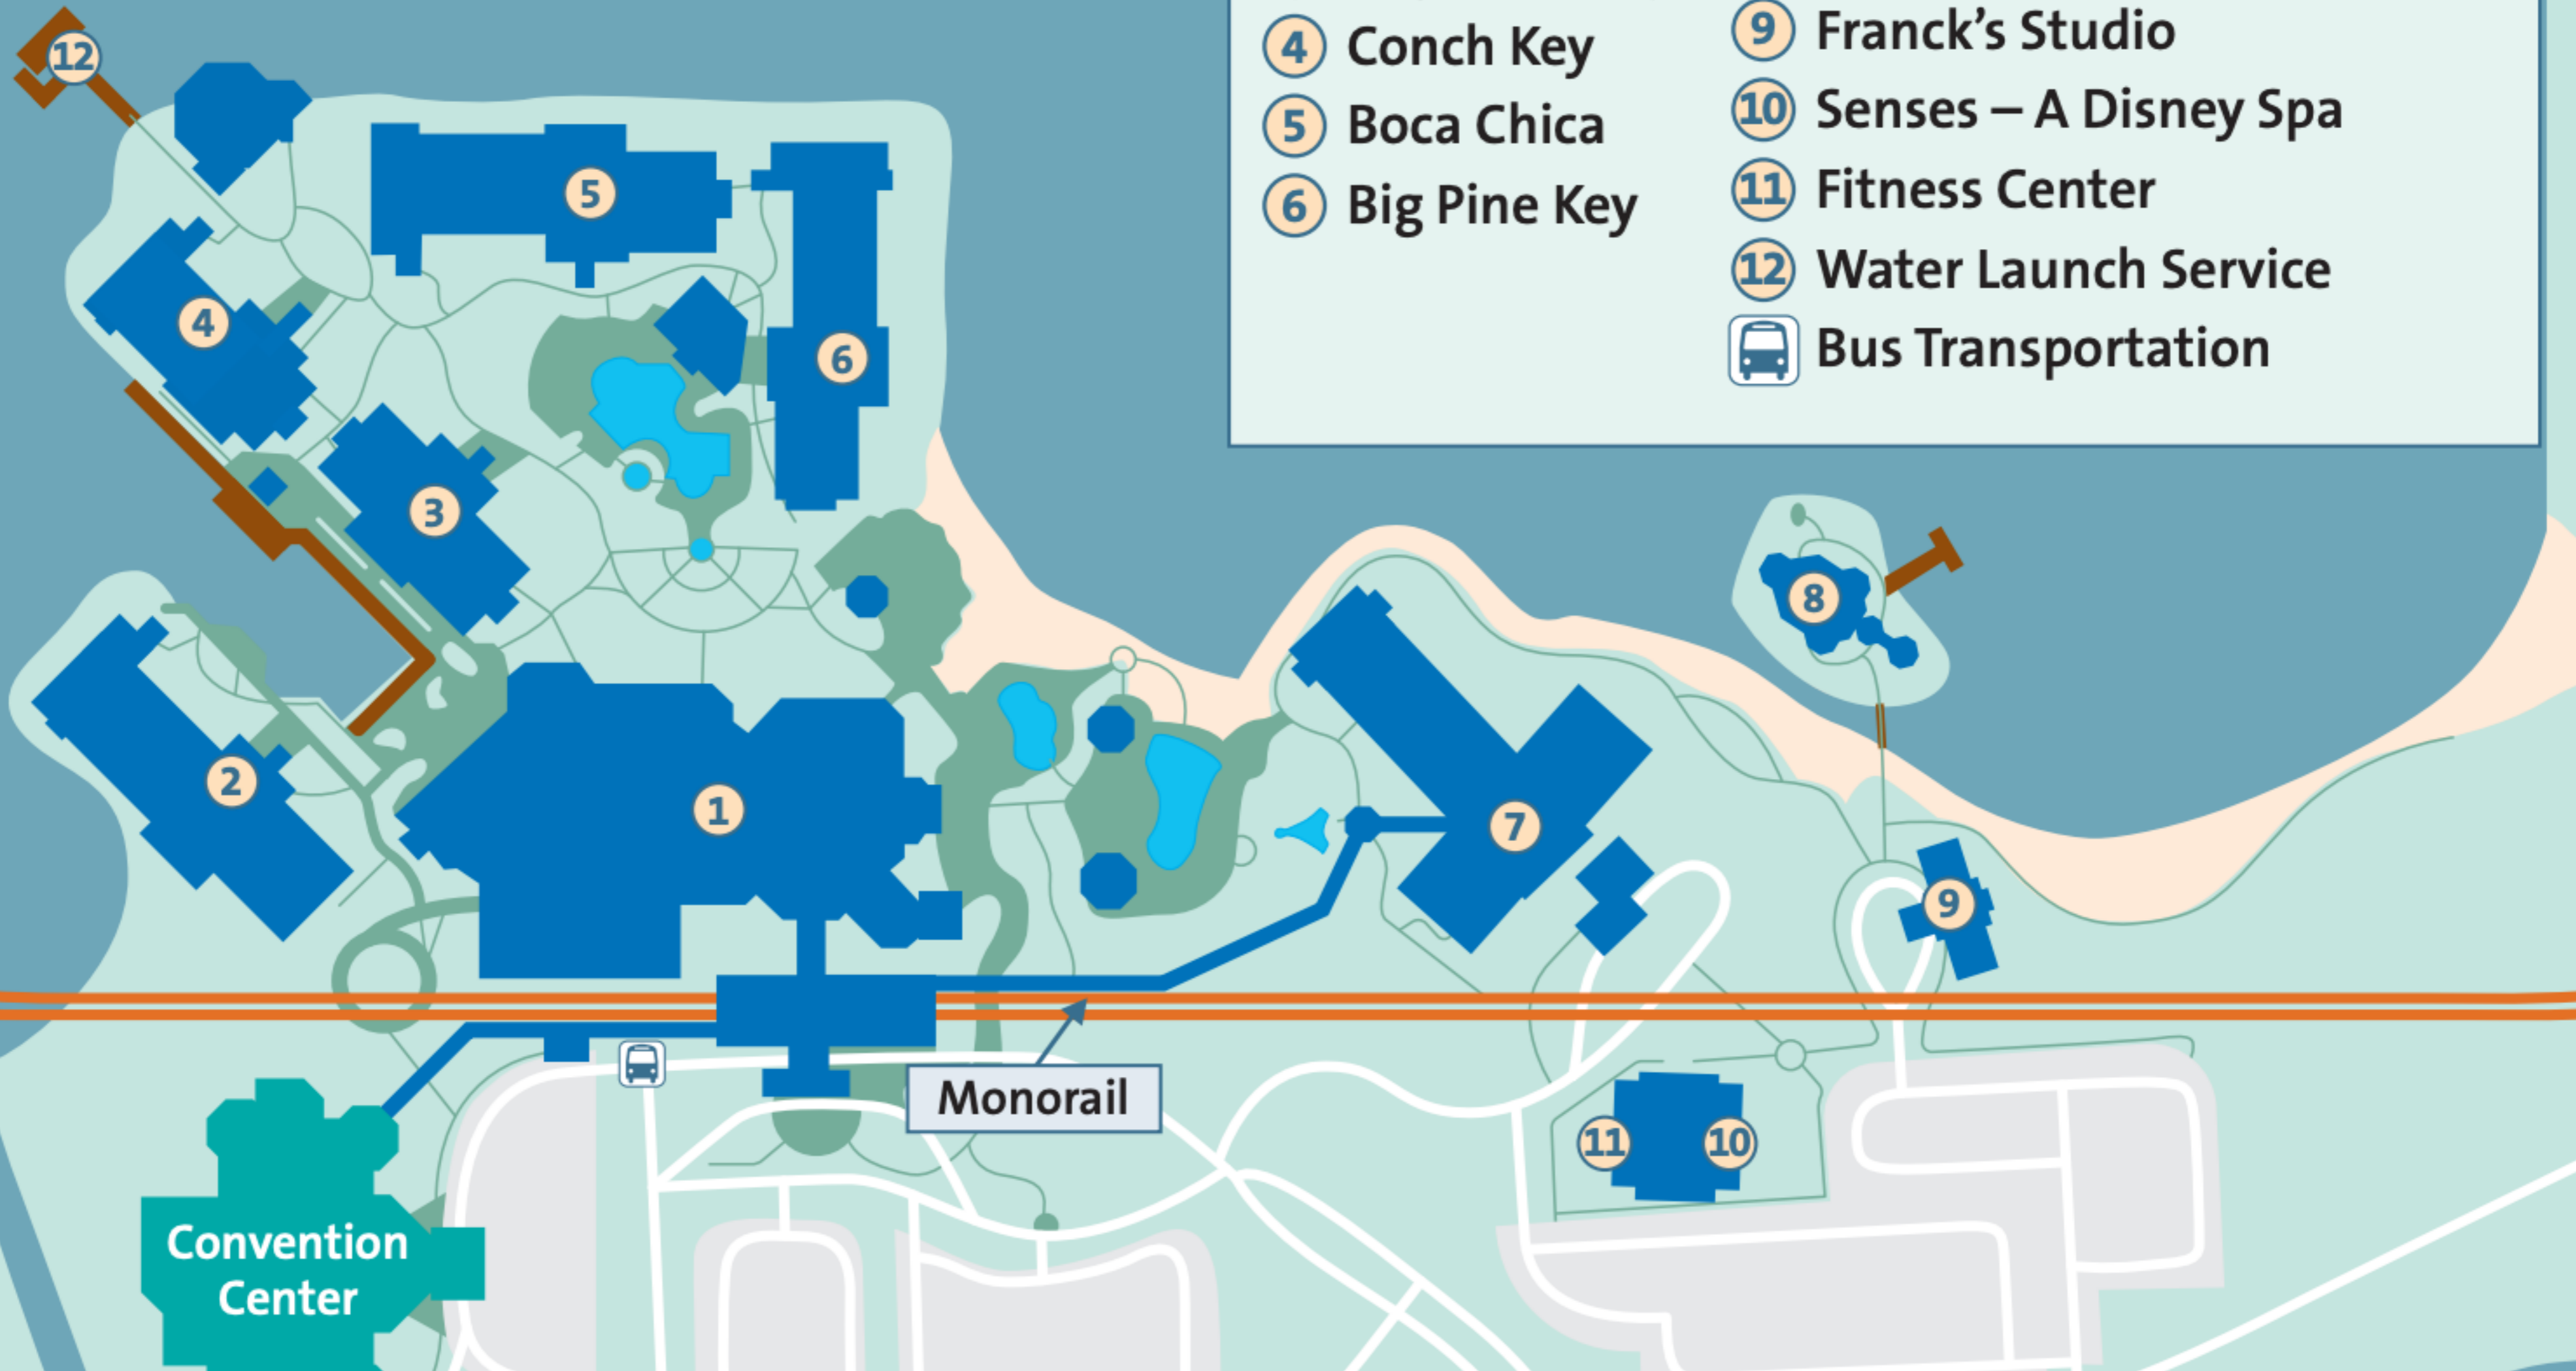 4 Conch Key
5 Boca Chica
6 Big Pine Key
9 Franck’s Studio
10 Senses – A Disney Spa
11 Fitness Center
12 Water Launch Service
Bus Transportation
12
5
4
6
3
8
2
1
7
9
Monorail
11
10
Convention
Center